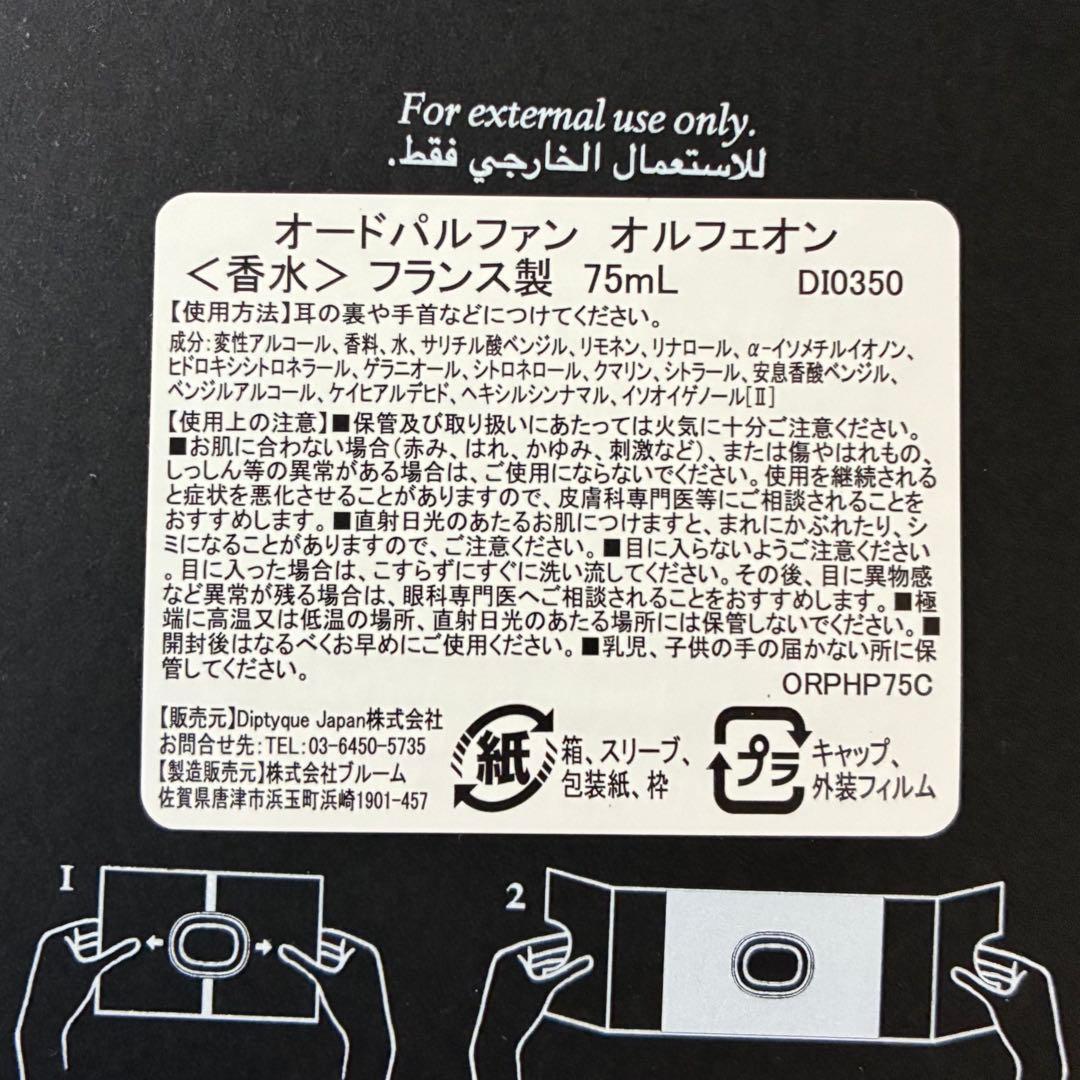 For external use only.
للاستعمال الخارجي فقط.
オードパルファン オルフェオン
＜香水＞ フランス製 75mL DI0350
【使用方法】耳の裏や手首などにつけてください。
成分:変性アルコール、香料、水、サリチル酸ベンジル、リモネン、リナロール、α-イソメチルイオノン、
ヒドロキシシトロネラール、ゲラニオール、シトロネロール、クマリン、シトラール、安息香酸ベンジル、
ベンジルアルコール、ケイヒアルデヒド、ヘキシルシンナマル、イソオイゲノール[Ⅱ]
【使用上の注意】■保管及び取り扱いにあたっては火気に十分ご注意ください。
■お肌に合わない場合(赤み、はれ、かゆみ、刺激など)、または傷やはれもの、
しっしん等の異常がある場合は、ご使用にならないでください。使用を継続される
と症状を悪化させることがありますので、皮膚科専門医等にご相談されることを
おすすめします。■直射日光のあたるお肌につけますと、まれにかぶれたり、シ
ミになることがありますので、ご注意ください。■目に入らないようご注意ください
。目に入った場合は、こすらずにすぐに洗い流してください。その後、目に異物感
など異常が残る場合は、眼科専門医へご相談されることをおすすめします。■極
端に高温又は低温の場所、直射日光のあたる場所には保管しないでください。■
開封後はなるべくお早めにご使用ください。■乳児、子供の手の届かない所に保
管してください。
ORPHP75C
【販売元】Diptyque Japan株式会社
お問合せ先:TEL:03-6450-5735
【製造販売元】株式会社ブルーム
佐賀県唐津市浜玉町浜崎1901-457
紙
箱、スリーブ、
包装紙、枠
プラ
キャップ、
外装フィルム
1
2